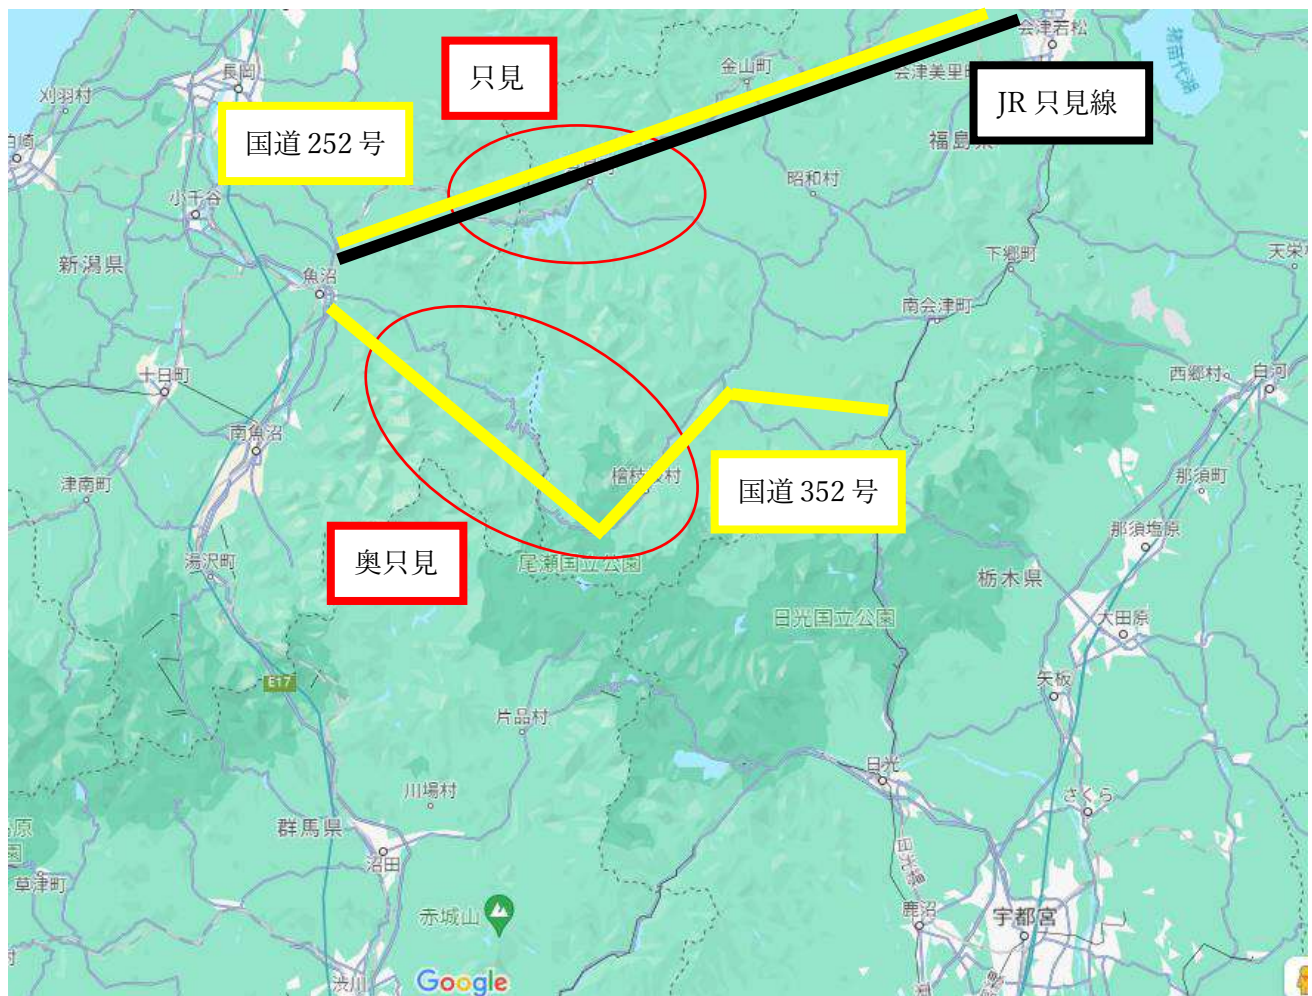 会津若松
猪苗代湖
長岡
只見
金山町
会津美里町
JR 只見線
刈羽村
国道 252 号
福島県
柏崎
小千谷
昭和村
新潟県
魚沼
下郷町
天栄村
南会津町
十日町
西郷村
白河
南魚沼
津南町
檜枝岐村
国道 352 号
那須町
奥只見
湯沢町
尾瀬国立公園
那須塩原
栃木県
日光国立公園
大田原
E17
矢板
片品村
日光
川場村
さくら
群馬県
沼田
日光線
草津町
赤城山
鹿沼
宇都宮
渋川
Google